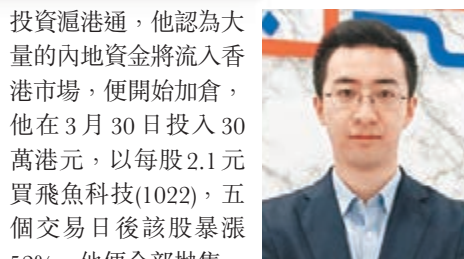 投資滬港通，他認為大
量的內地資金將流入香
港市場，便開始加倉，
他在3月30日投入30
萬港元，以每股2.1元
買飛魚科技(1022)，五
個交易日後該股暴漲